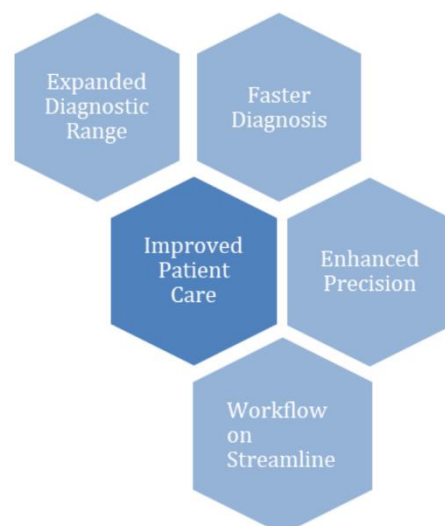 Expanded
Diagnostic
Range
Faster
Diagnosis
Improved
Patient
Care
Enhanced
Precision
Workflow
on
Streamline